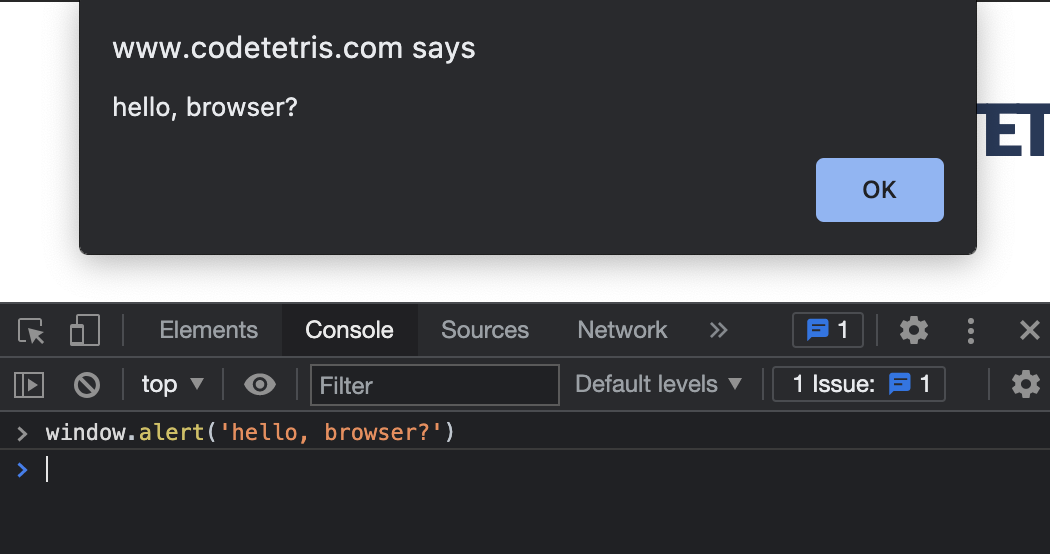 www.codetetris.com says
hello, browser?
ET
OK
Elements Console Sources Network » 1
top ▼ Filter Default levels ▼ 1 Issue: 1
> window.alert('hello, browser?')
>